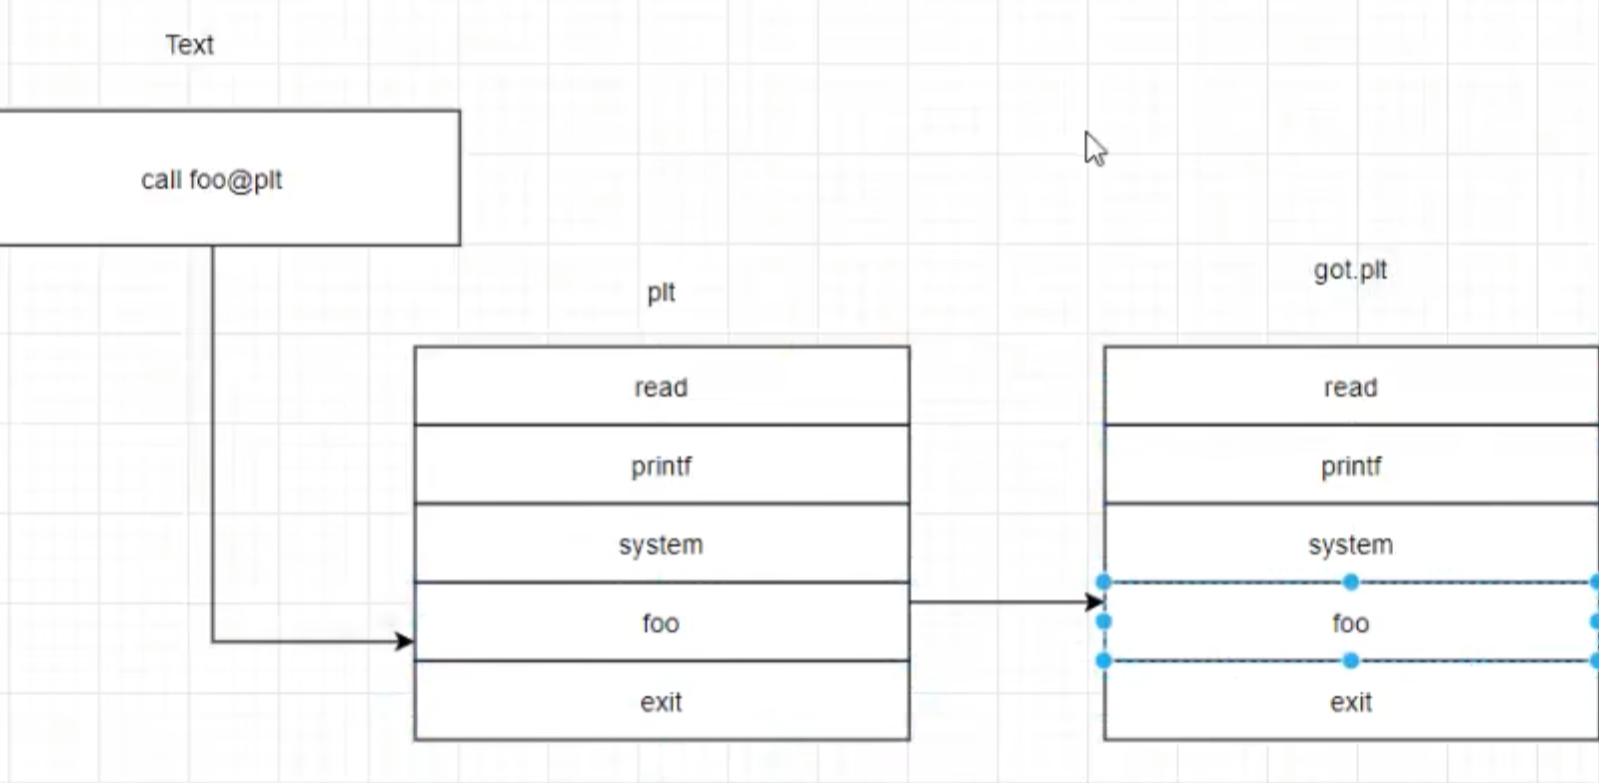 Text
call foo@plt
plt
read
printf
system
foo
exit
got.plt
read
printf
system
foo
exit